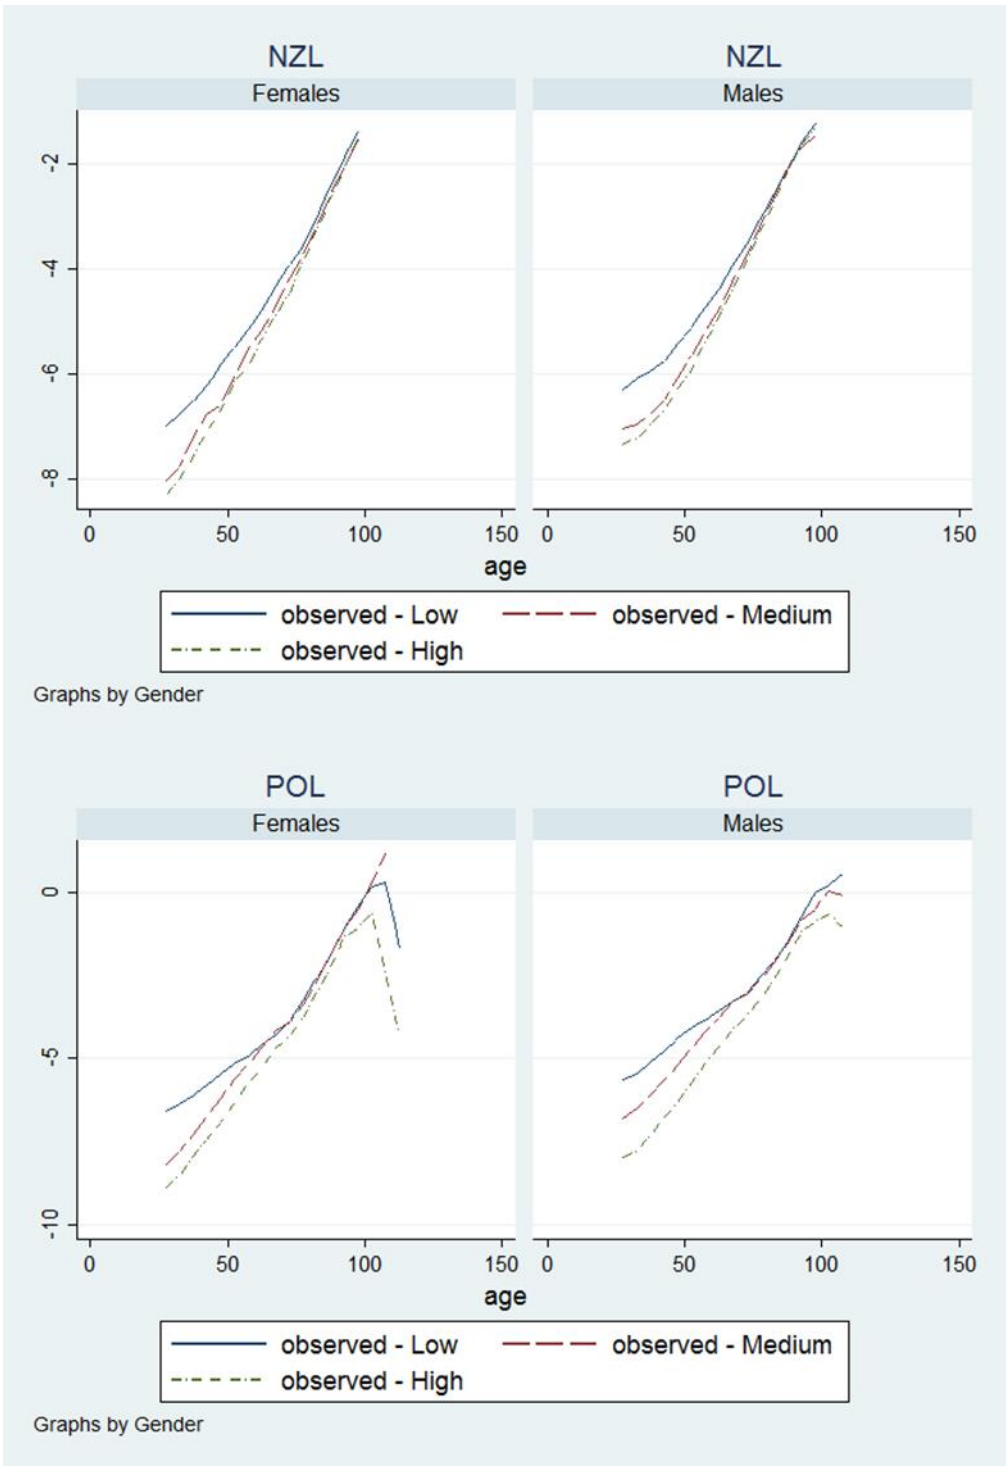 NZL NZL
Females Males
-2
-4
-6
-8
0 50 100 150 0 50 100 150
age
observed - Low observed - Medium
observed - High
Graphs by Gender
POL POL
Females Males
0
-5
-10
0 50 100 150 0 50 100 150
age
observed - Low observed - Medium
observed - High
Graphs by Gender